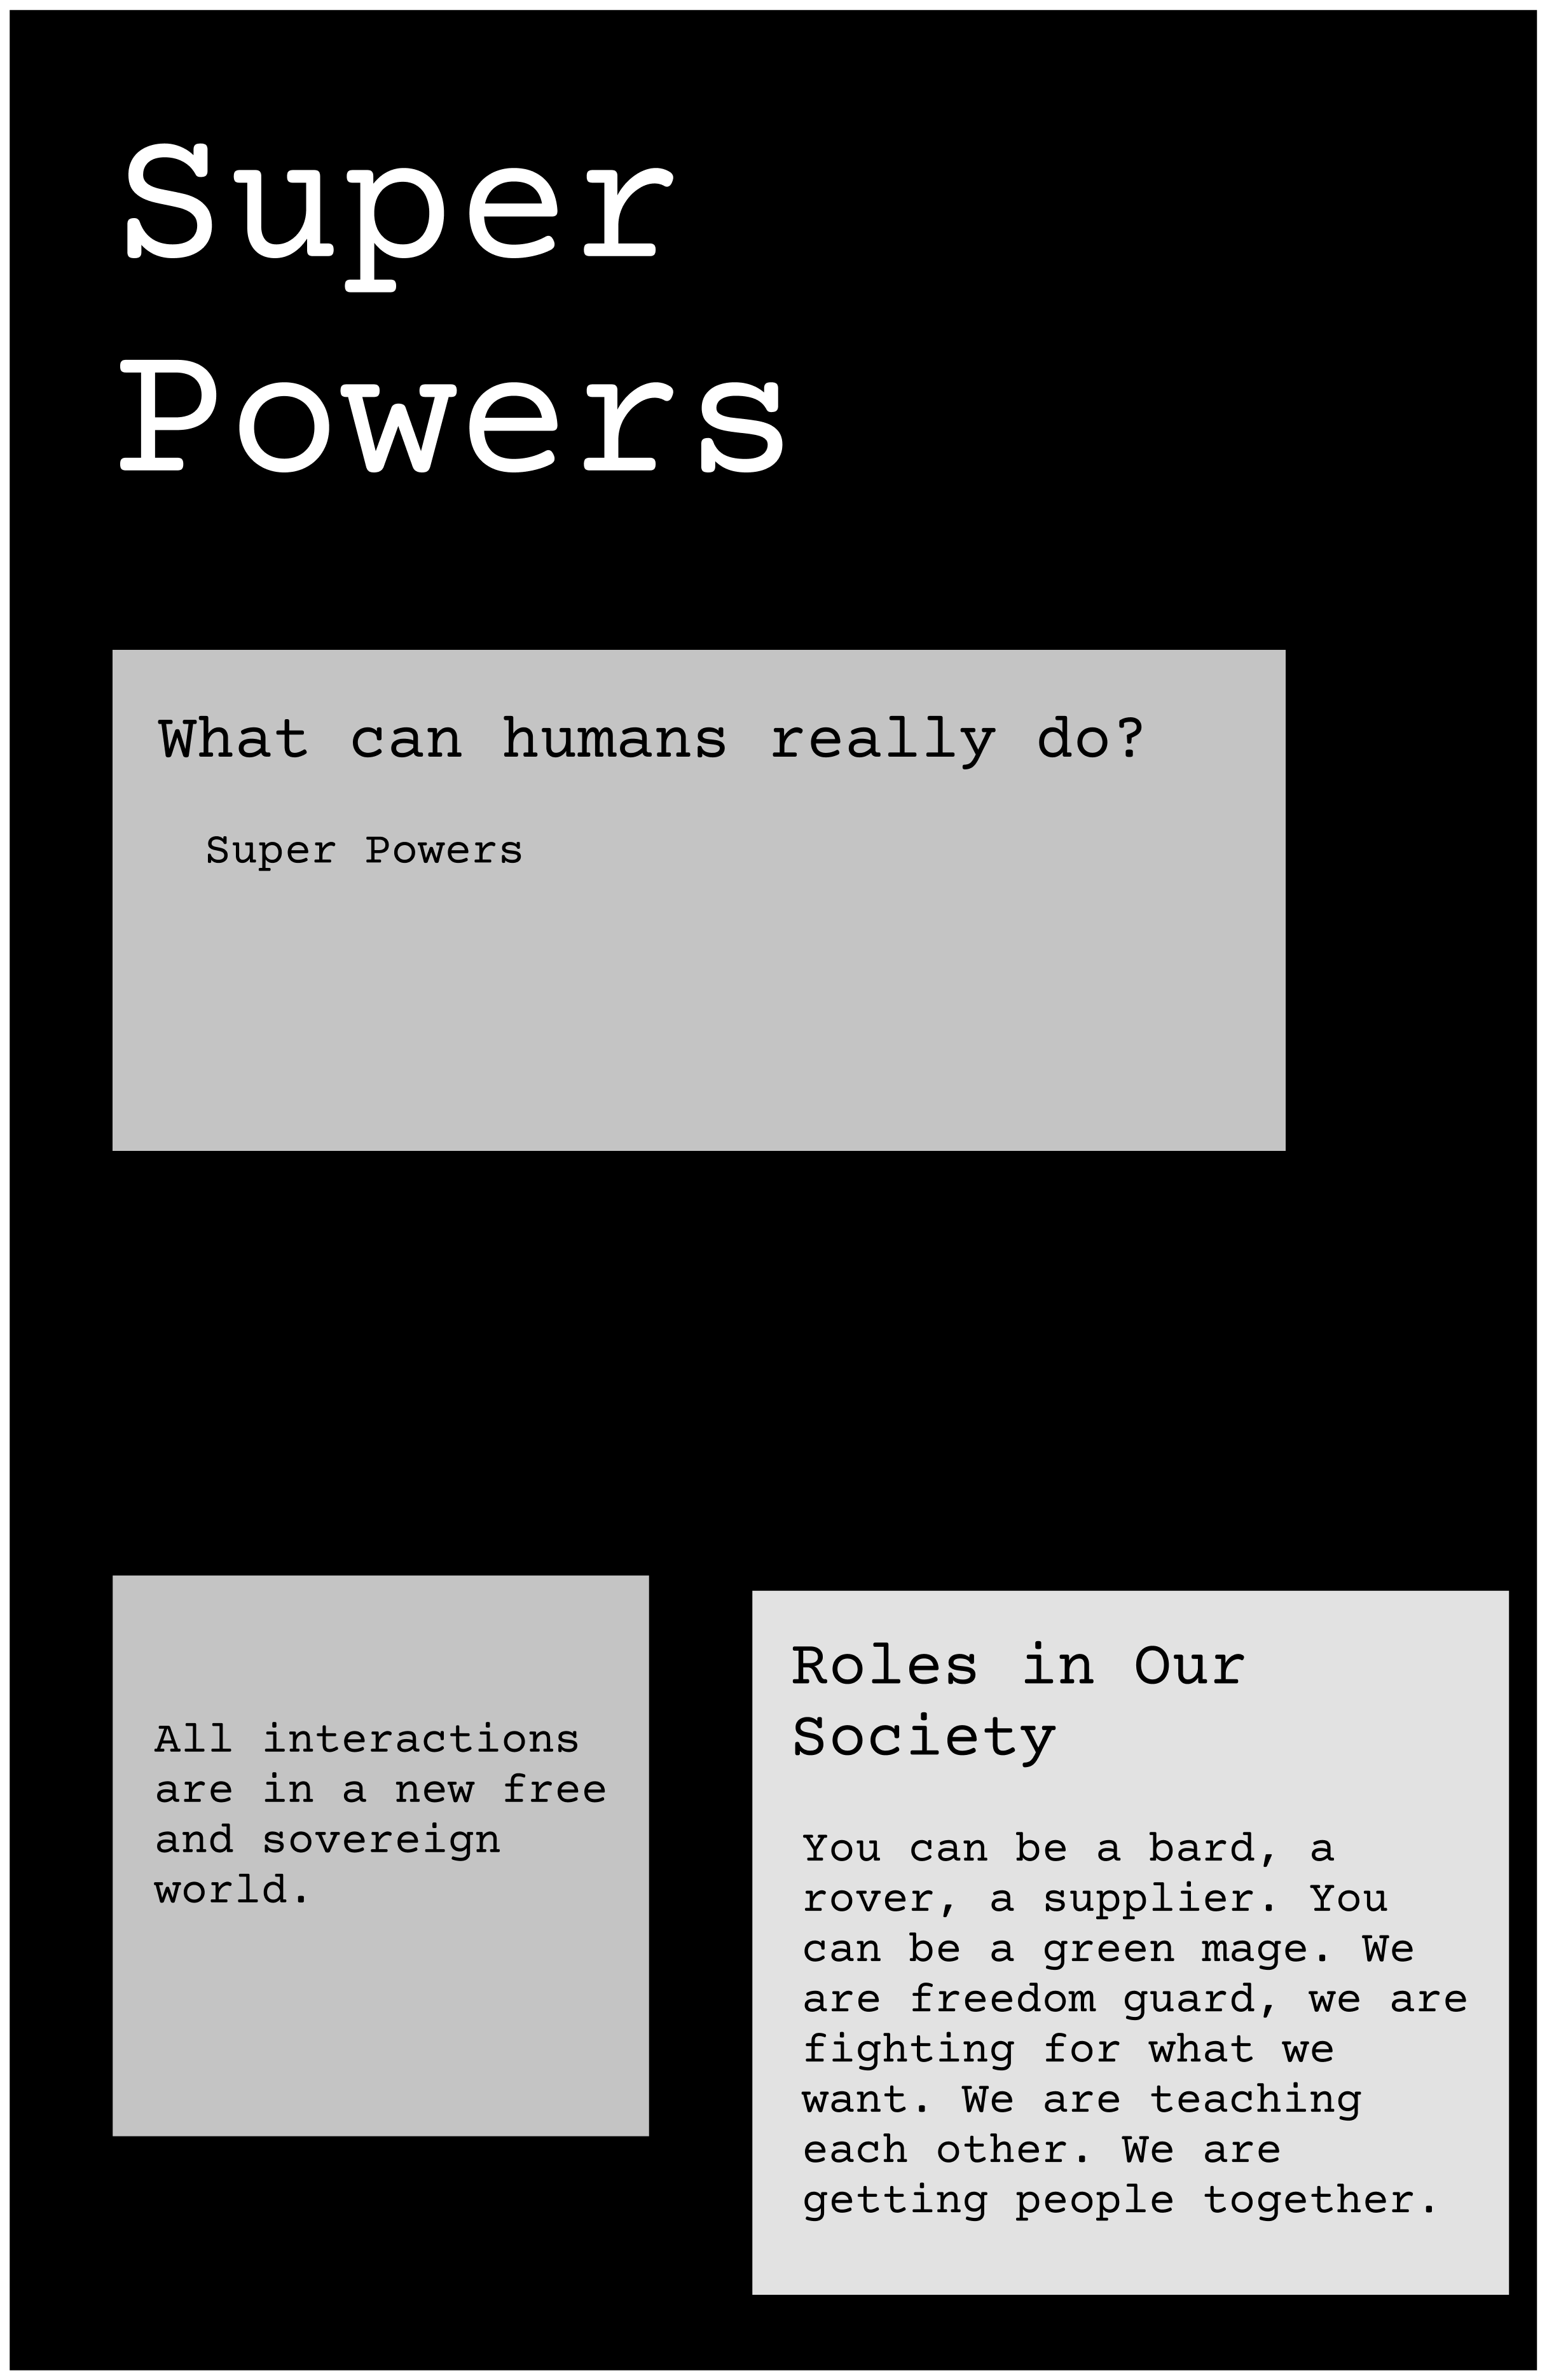 Super
Powers
What can humans really do?
Super Powers
All interactions
are in a new free
and sovereign
world.
Roles in Our
Society
You can be a bard, a
rover, a supplier. You
can be a green mage. We
are freedom guard, we are
fighting for what we
want. We are teaching
each other. We are
getting people together.